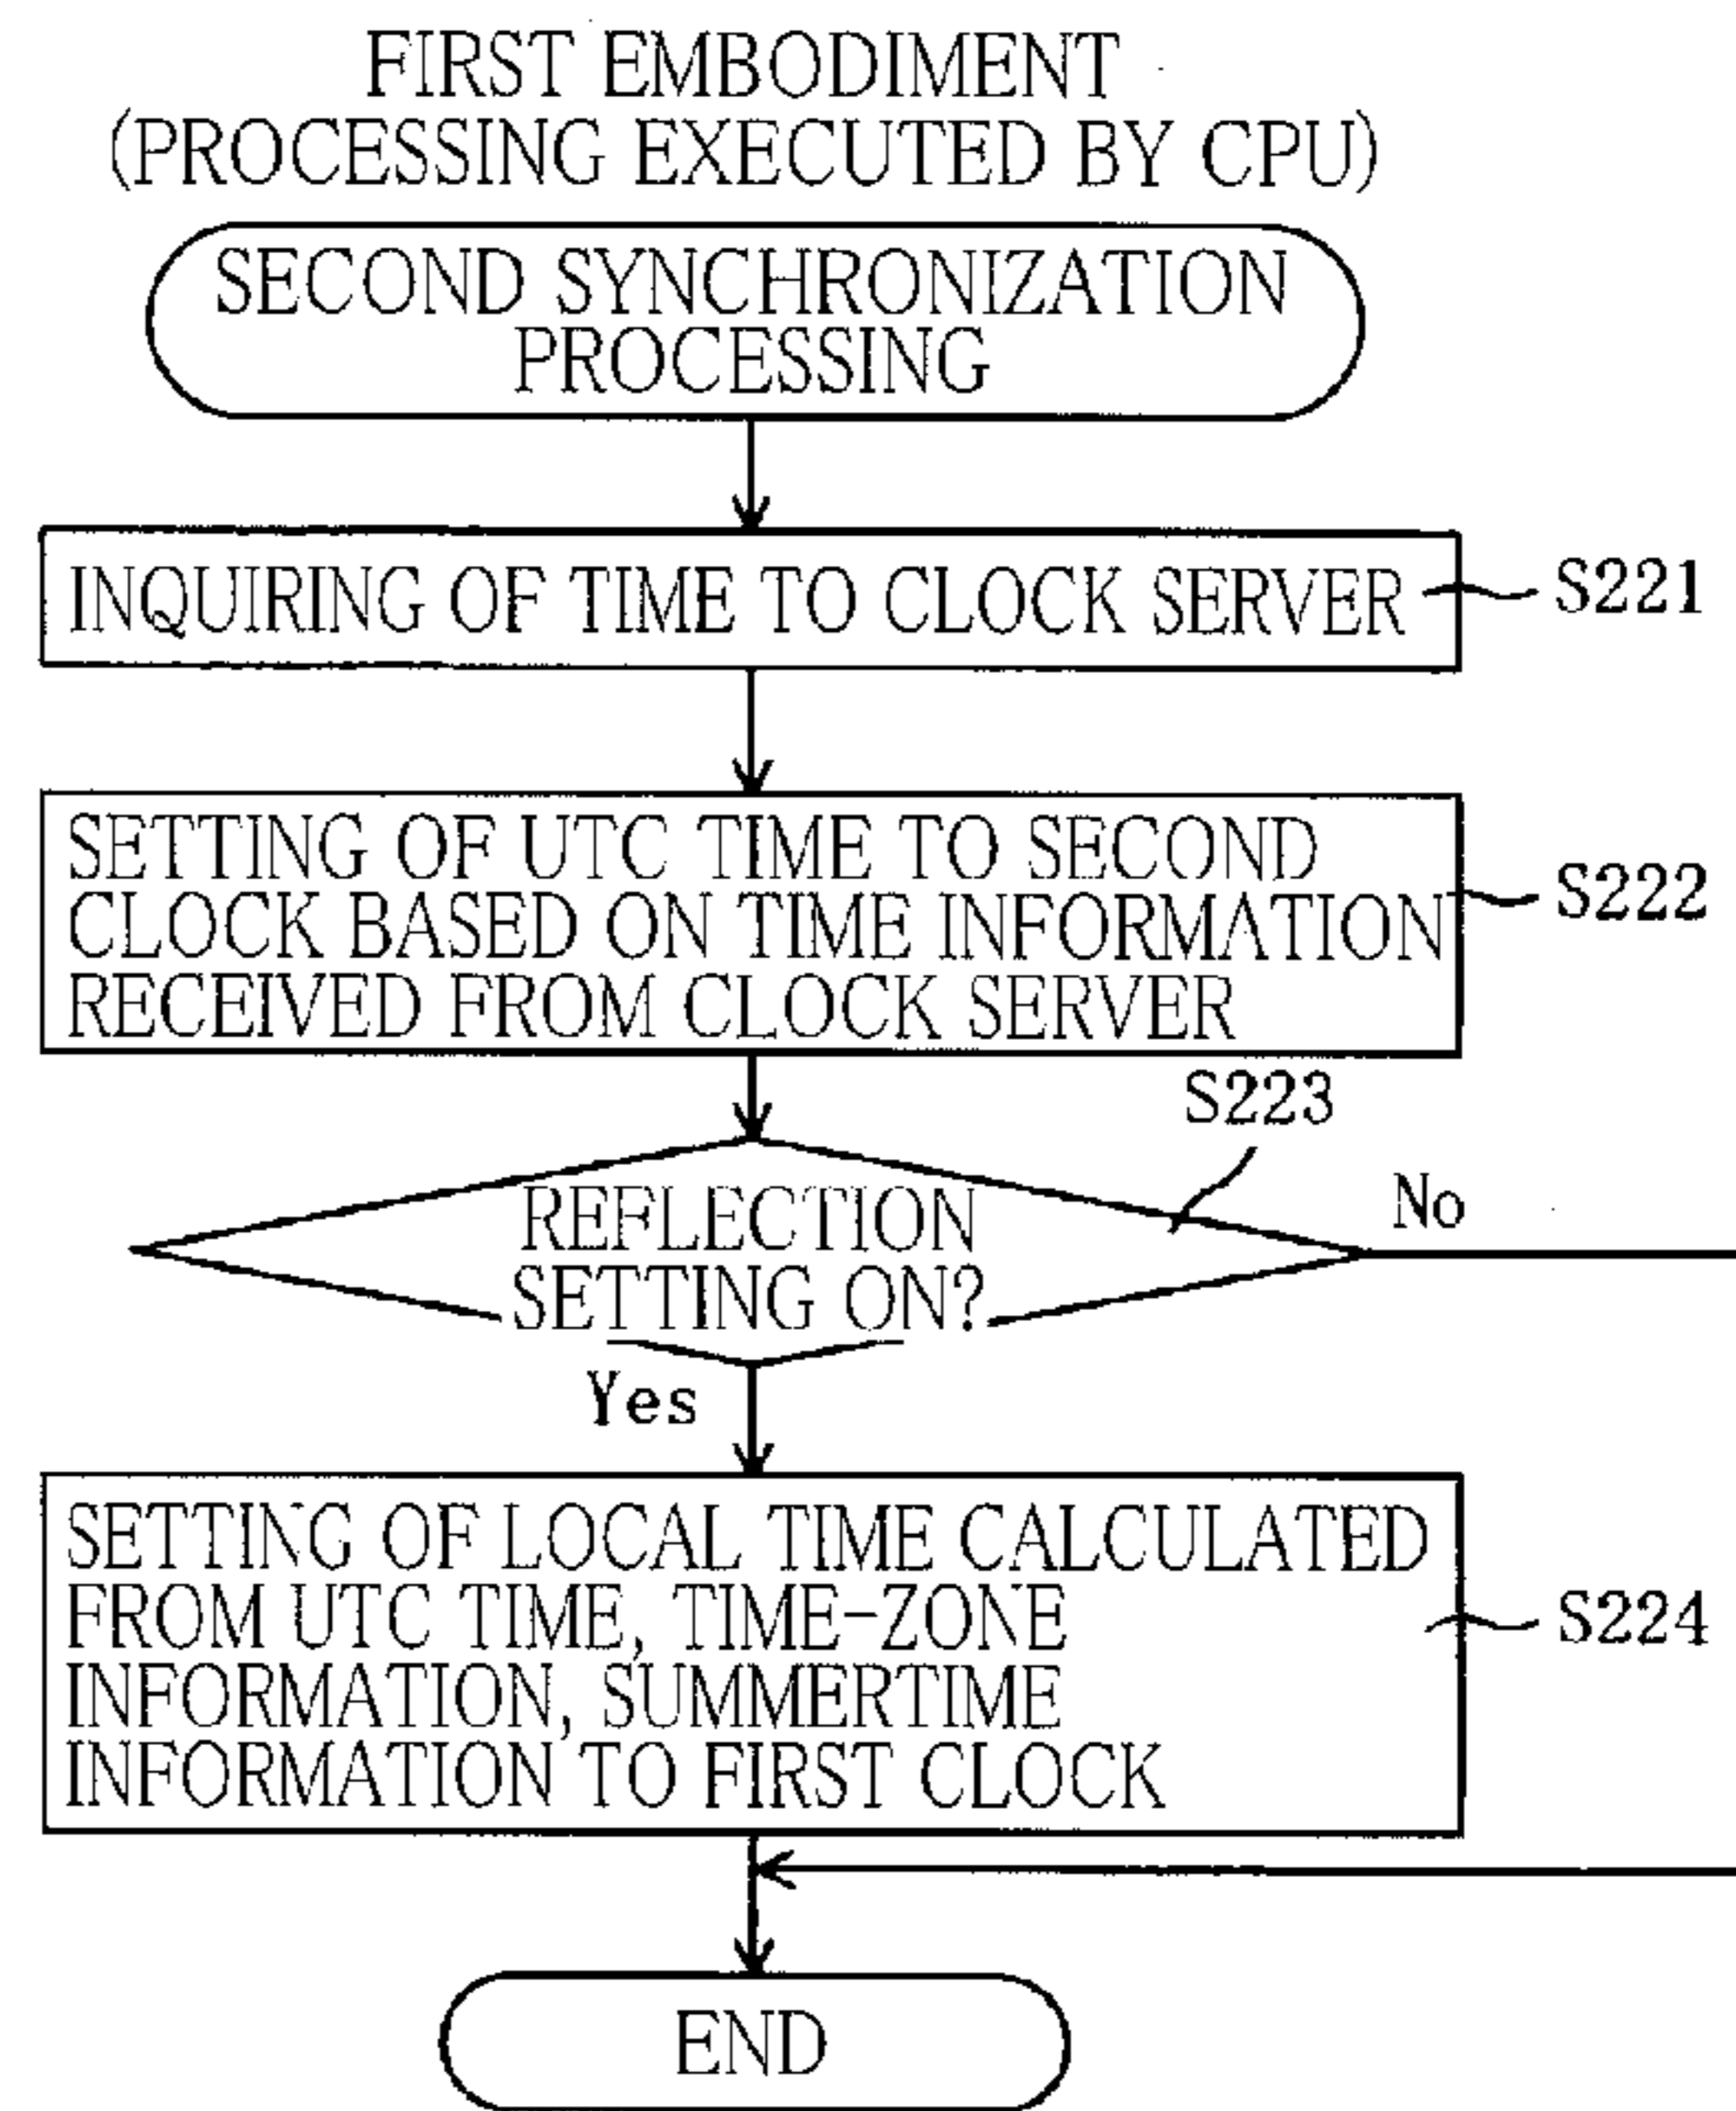 FIRST EMBODIMENT
(PROCESSING EXECUTED BY CPU)
SECOND SYNCHRONIZATION
PROCESSING
INQUIRING OF TIME TO CLOCK SERVER
S221
SETTING OF UTC TIME TO SECOND
CLOCK BASED ON TIME INFORMATION
RECEIVED FROM CLOCK SERVER
S222
S223
REFLECTION
SETTING ON?
No
Yes
SETTING OF LOCAL TIME CALCULATED
FROM UTC TIME, TIME-ZONE
INFORMATION, SUMMERTIME
INFORMATION TO FIRST CLOCK
S224
END